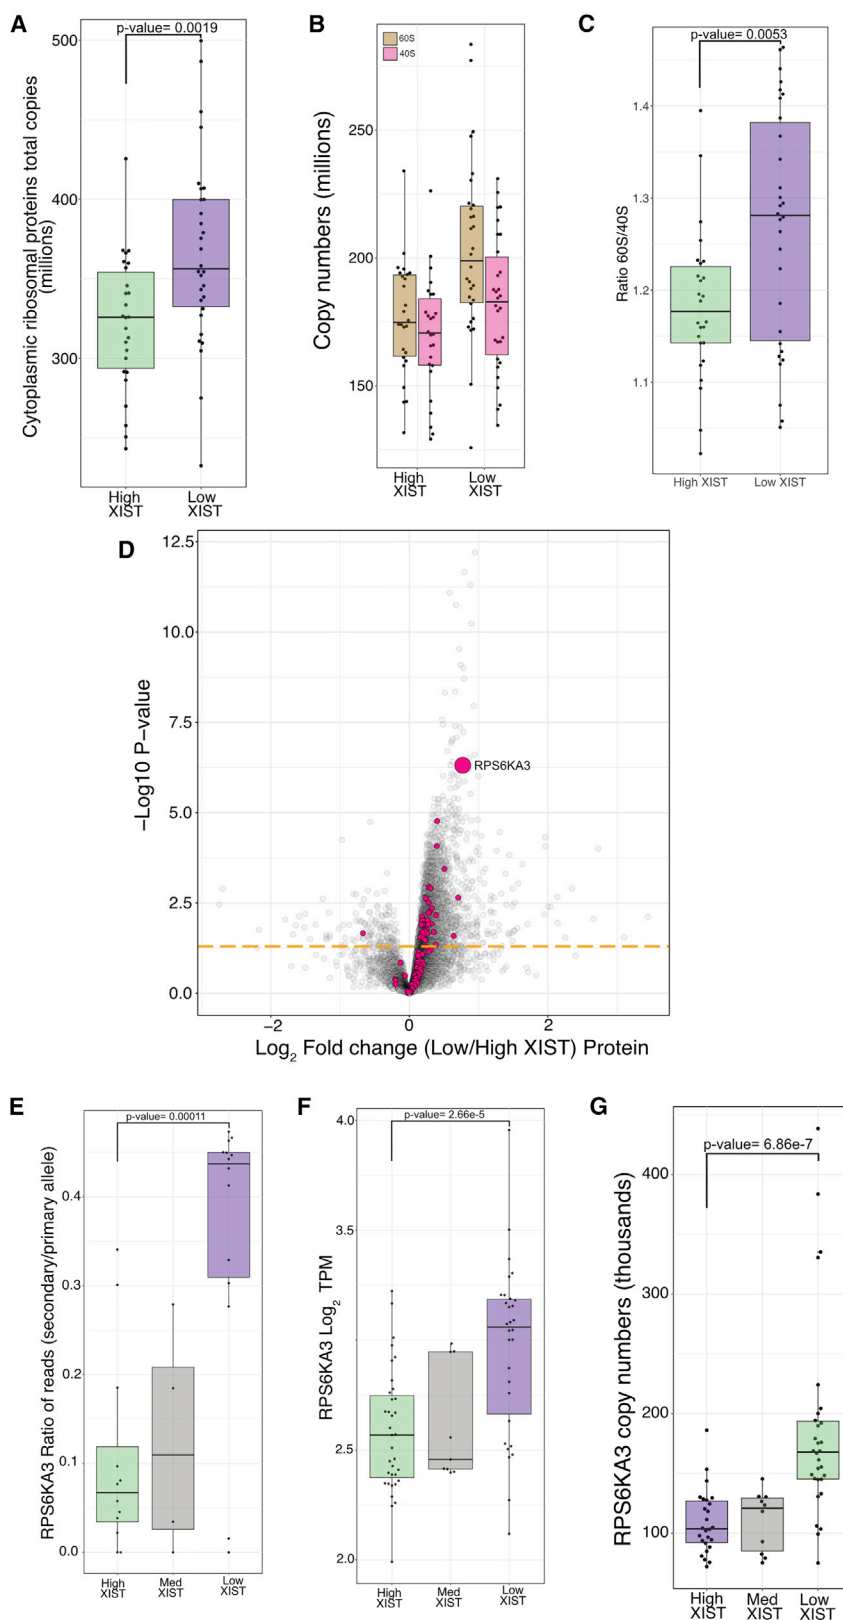 A
p-value= 0.0019
500
400
300
Cytoplasmic ribosomal proteins total copies
(millions)
High
XIST
Low
XIST
B
60S
40S
250
200
150
Copy numbers (millions)
High
XIST
Low
XIST
C
p-value= 0.0053
1.4
1.3
1.2
1.1
Ratio 60S/40S
High XIST
Low XIST
D
12.5
10.0
7.5
5.0
2.5
0.0
−Log10 P−value
RPS6KA3
−2
0
2
Log2 Fold change (Low/High XIST) Protein
E
p-value= 0.00011
0.4
0.3
0.2
0.1
0.0
RPS6KA3 Ratio of reads (secondary/primary allele)
High
XIST
Med
XIST
Low
XIST
F
p-value= 2.66e-5
4.0
3.5
2.5
2.0
RPS6KA3 Log2 TPM
High
XIST
Med
XIST
Low
XIST
G
p-value= 6.86e-7
400
300
200
100
RPS6KA3 copy numbers (thousands)
High
XIST
Med
XIST
Low
XIST